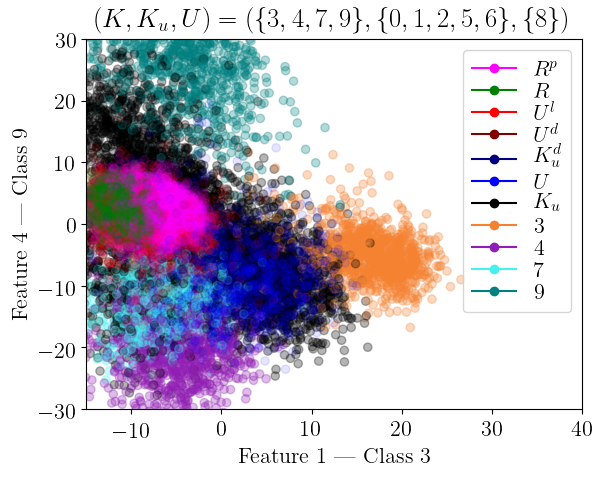 (K, K_u, U) = ({3, 4, 7, 9}, {0, 1, 2, 5, 6}, {8})
30
20
10
0
−10
−20
−30
Feature 4 — Class 9
R^p
R
U^l
U^d
K_u^d
U
K_u
3
4
7
9
−10
0
10
20
30
40
Feature 1 — Class 3